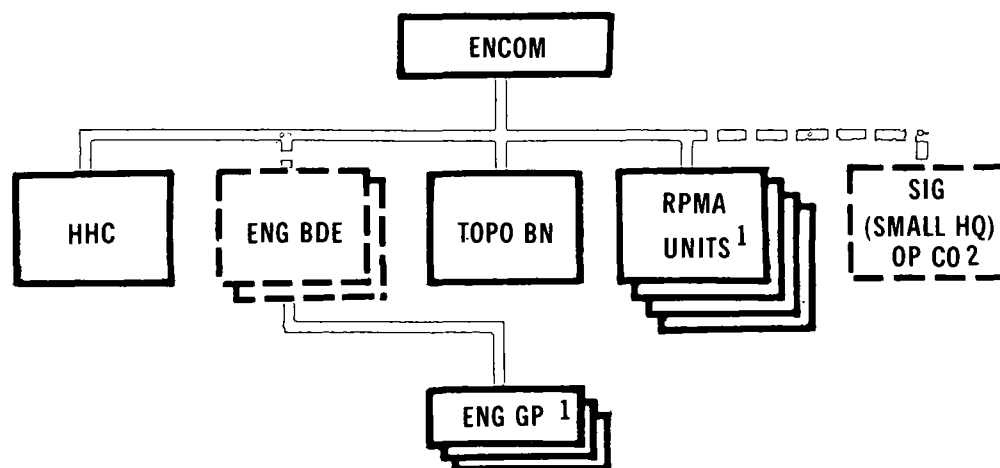 ENCOM
HHC
ENG BDE
TOPO BN
RPMA
UNITS 1
SIG
(SMALL HQ)
OP CO 2
ENG GP 1